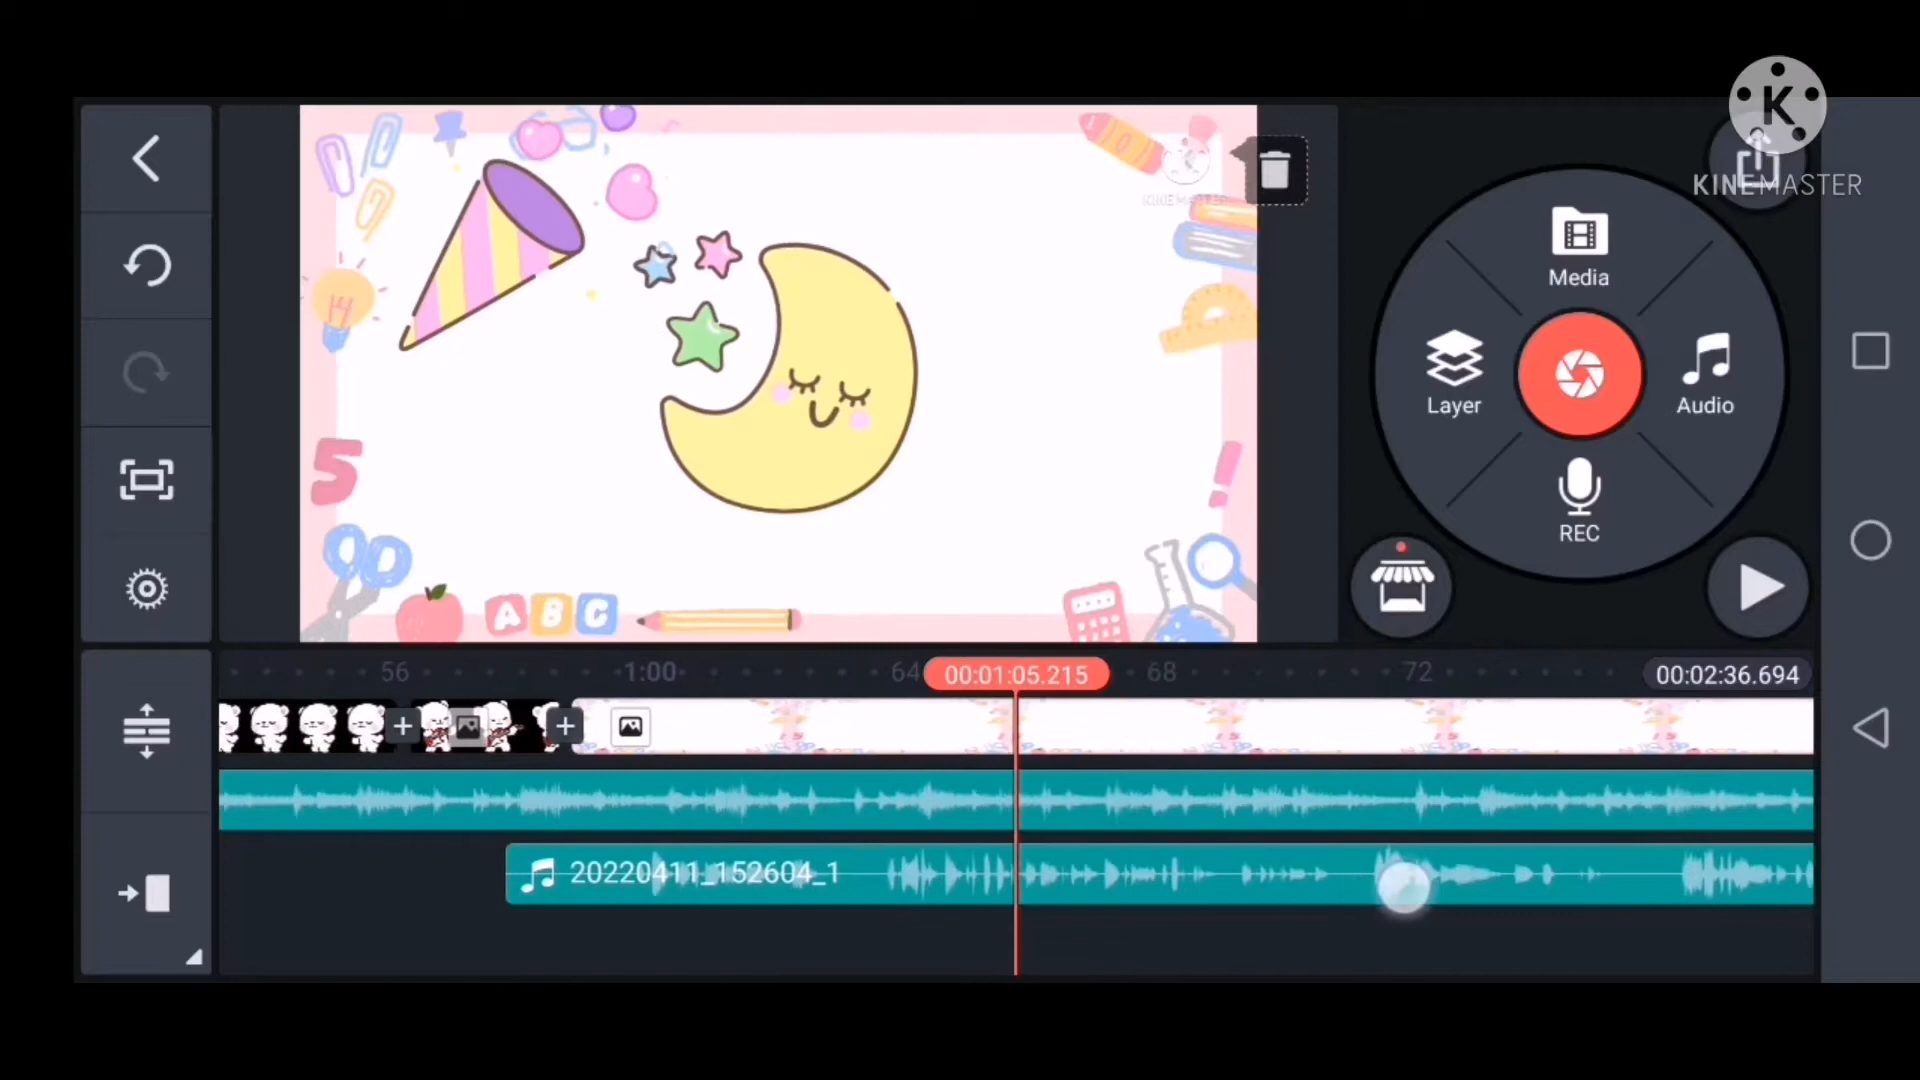 K
KINEMASTER
KINEMASTER
Media
Layer
Audio
REC
5
!
A B C
56
1:00
64
00:01:05.215
68
72
00:02:36.694
20220411_152604_1